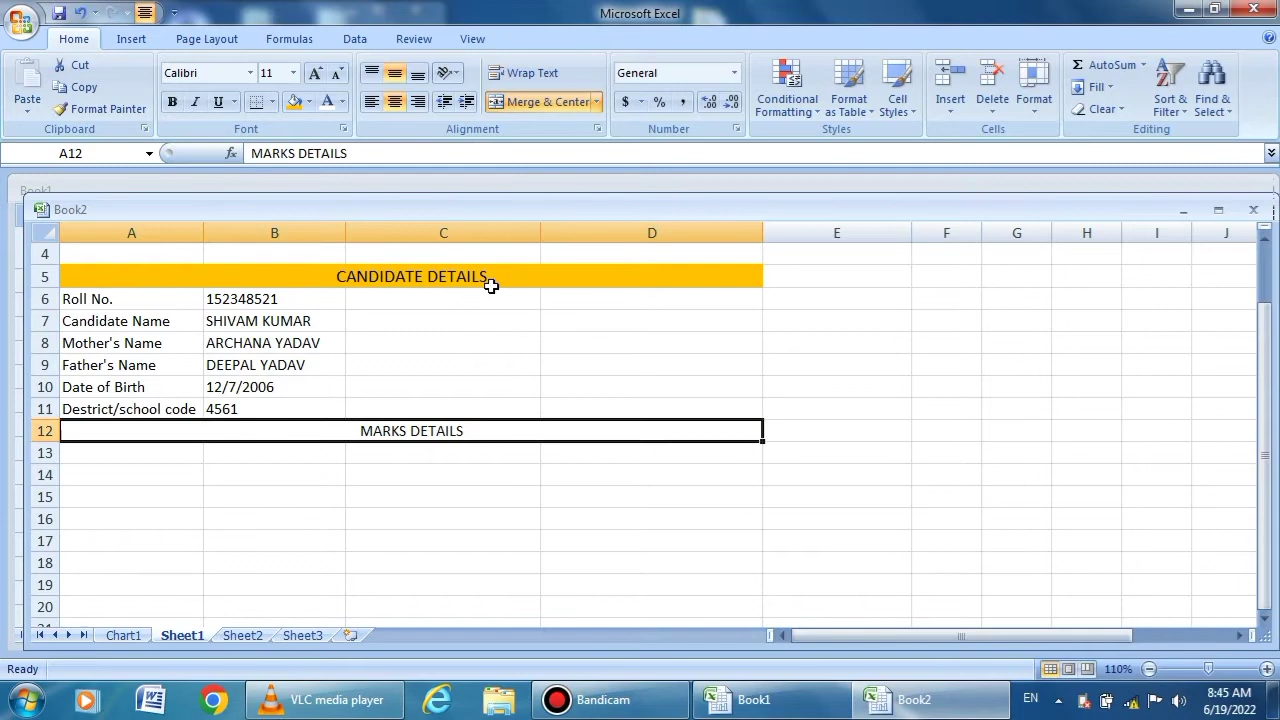 Microsoft Excel
Home Insert Page Layout Formulas Data Review View
Cut
Copy
Format Painter
Paste
Clipboard
Calibri 11
B I U
Font
Wrap Text
Merge & Center
Alignment
General
$ % ,
Number
Conditional Formatting
Format as Table
Cell Styles
Styles
Insert
Delete
Format
Cells
AutoSum
Fill
Clear
Sort & Filter
Find & Select
Editing
A12 fx MARKS DETAILS
Book1
Book2
A B C D E F G H I J
4
5 CANDIDATE DETAILS
6 Roll No. 152348521
7 Candidate Name SHIVAM KUMAR
8 Mother's Name ARCHANA YADAV
9 Father's Name DEEPAL YADAV
10 Date of Birth 12/7/2006
11 Destrict/school code 4561
12 MARKS DETAILS
13
14
15
16
17
18
19
20
Chart1 Sheet1 Sheet2 Sheet3
Ready 110%
VLC media player Bandicam Book1 Book2 EN 8:45 AM
6/19/2022